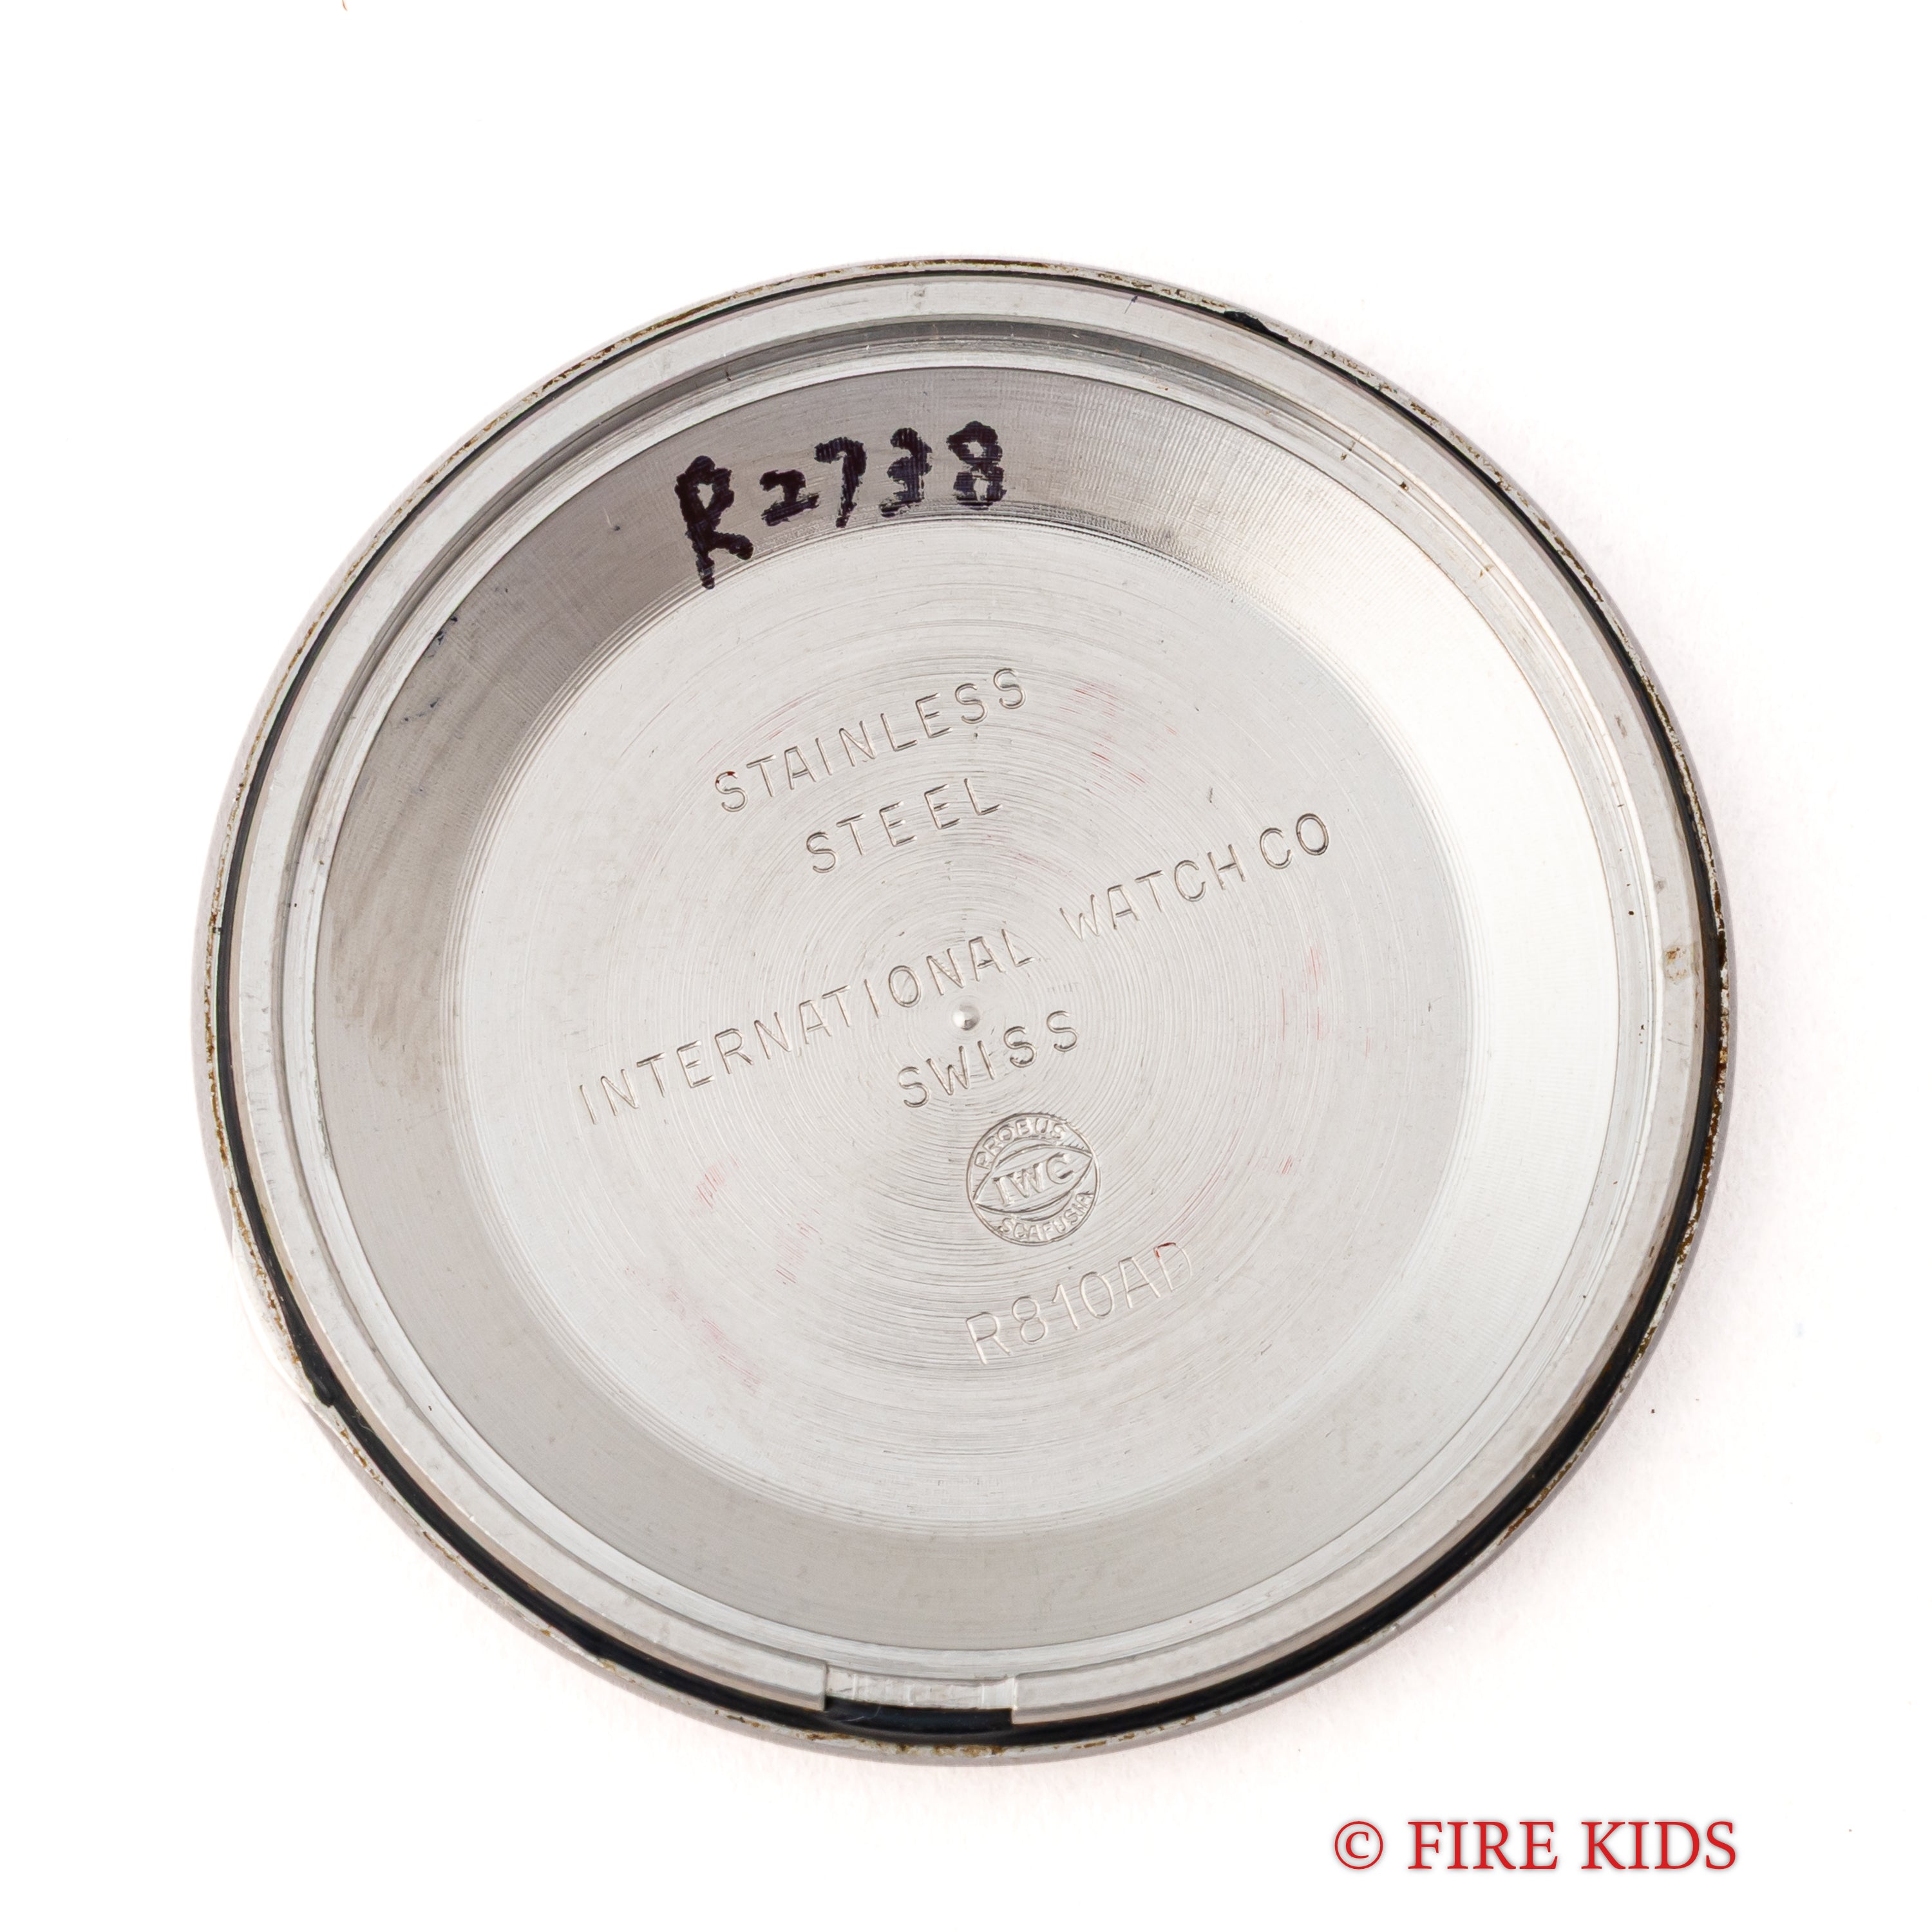 R2738
STAINLESS
STEEL
INTERNATIONAL WATCH CO
SWISS
PROBUS
IWC
SCAFUSIA
R810AD
© FIRE KIDS